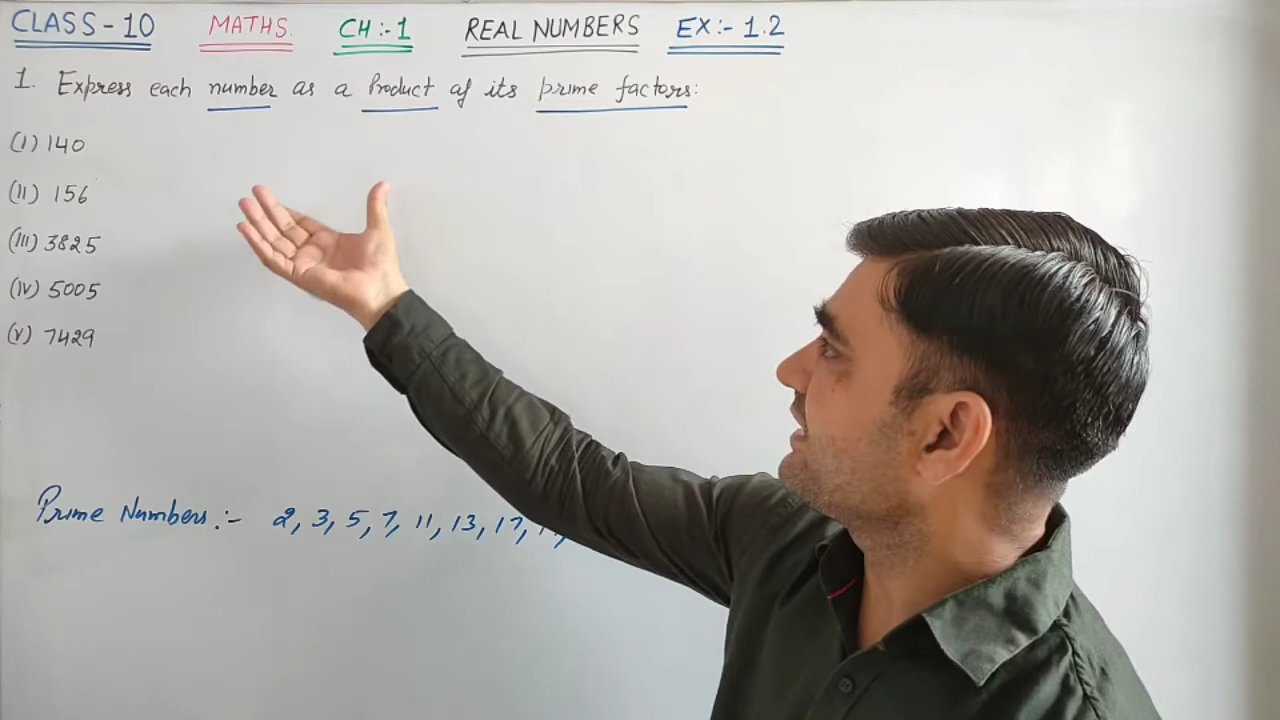 CLASS - 10 MATHS. CH :- 1 REAL NUMBERS EX :- 1.2
1. Express each number as a Product of its prime factors:
(I) 140
(II) 156
(III) 3825
(IV) 5005
(V) 7429
Prime Numbers :- 2, 3, 5, 7, 11, 13, 17,